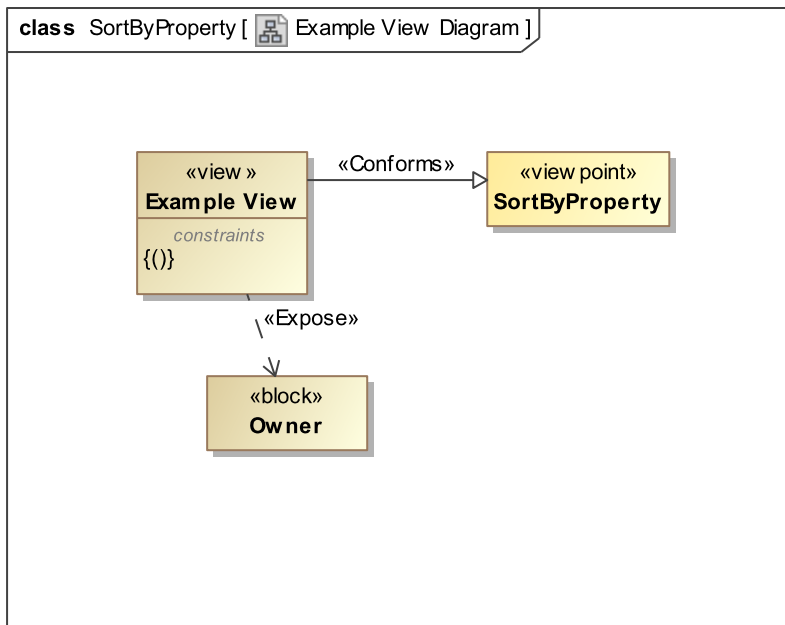 class SortByProperty [ Example View Diagram ]
«view »
Example View
constraints
{()}
«Conforms»
«view point»
SortByProperty
«Expose»
«block»
Owner